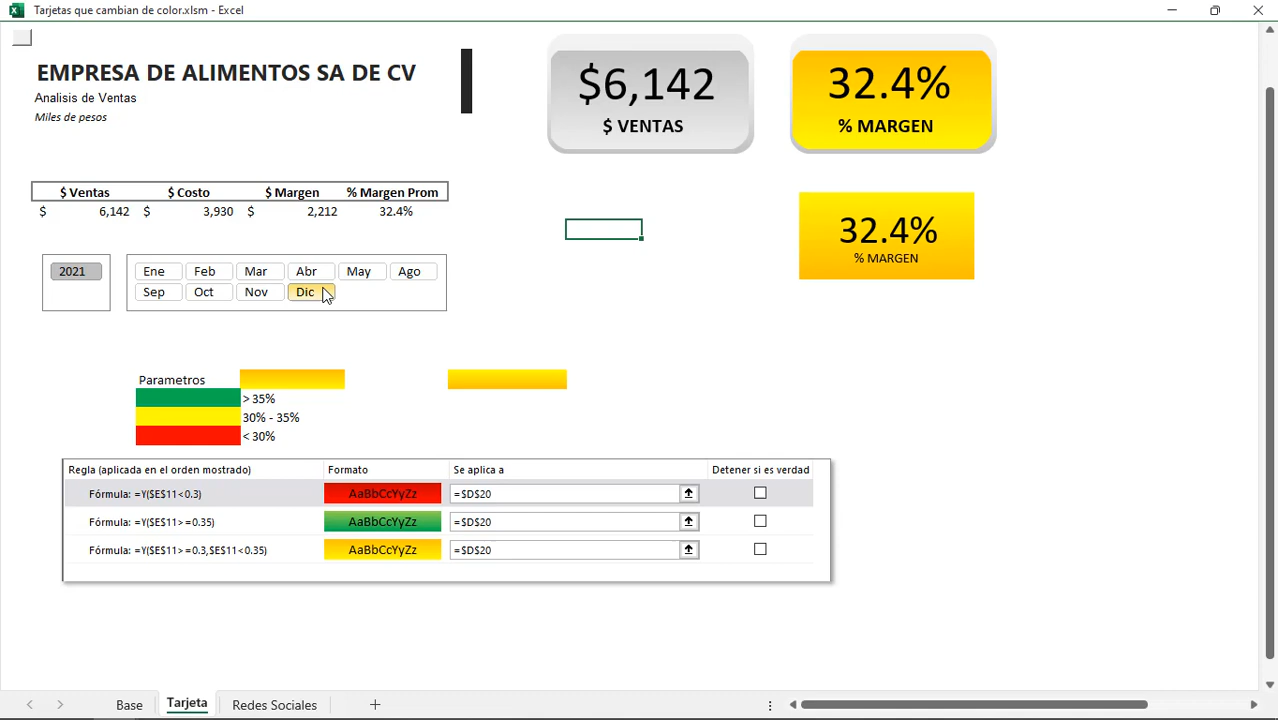 Tarjetas que cambian de color.xlsm - Excel
EMPRESA DE ALIMENTOS SA DE CV
Analisis de Ventas
Miles de pesos
$6,142
$ VENTAS
32.4%
% MARGEN
$ Ventas $ Costo $ Margen % Margen Prom
$ 6,142 $ 3,930 $ 2,212 32.4%
32.4%
% MARGEN
2021
Ene Feb Mar Abr May Ago
Sep Oct Nov Dic
Parametros
> 35%
30% - 35%
< 30%
Regla (aplicada en el orden mostrado) Formato Se aplica a Detener si es verdad
Fórmula: =Y($E$11<0.3) AaBbCcYyZz =$D$20
Fórmula: =Y($E$11>=0.35) AaBbCcYyZz =$D$20
Fórmula: =Y($E$11>=0.3,$E$11<0.35) AaBbCcYyZz =$D$20
Base Tarjeta Redes Sociales